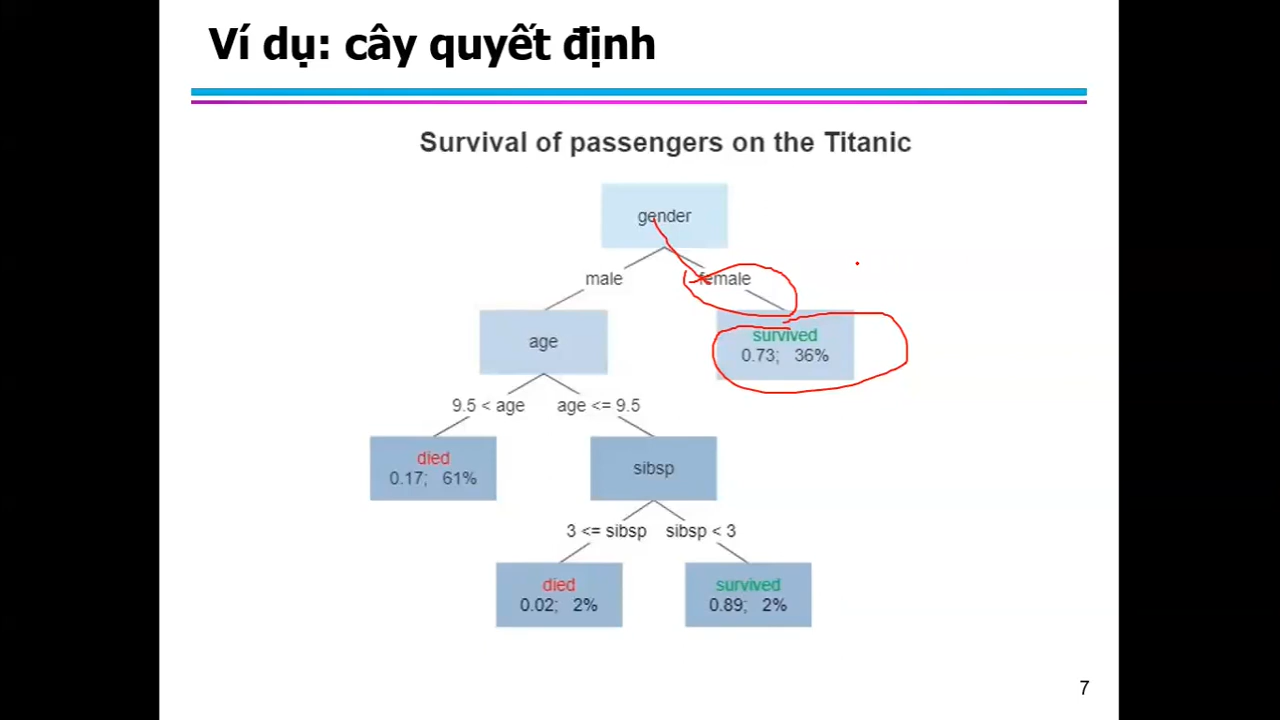 Ví dụ: cây quyết định
Survival of passengers on the Titanic
gender
male female
age
survived
0.73; 36%
9.5 < age age <= 9.5
died
0.17; 61%
sibsp
3 <= sibsp sibsp < 3
died
0.02; 2%
survived
0.89; 2%
7